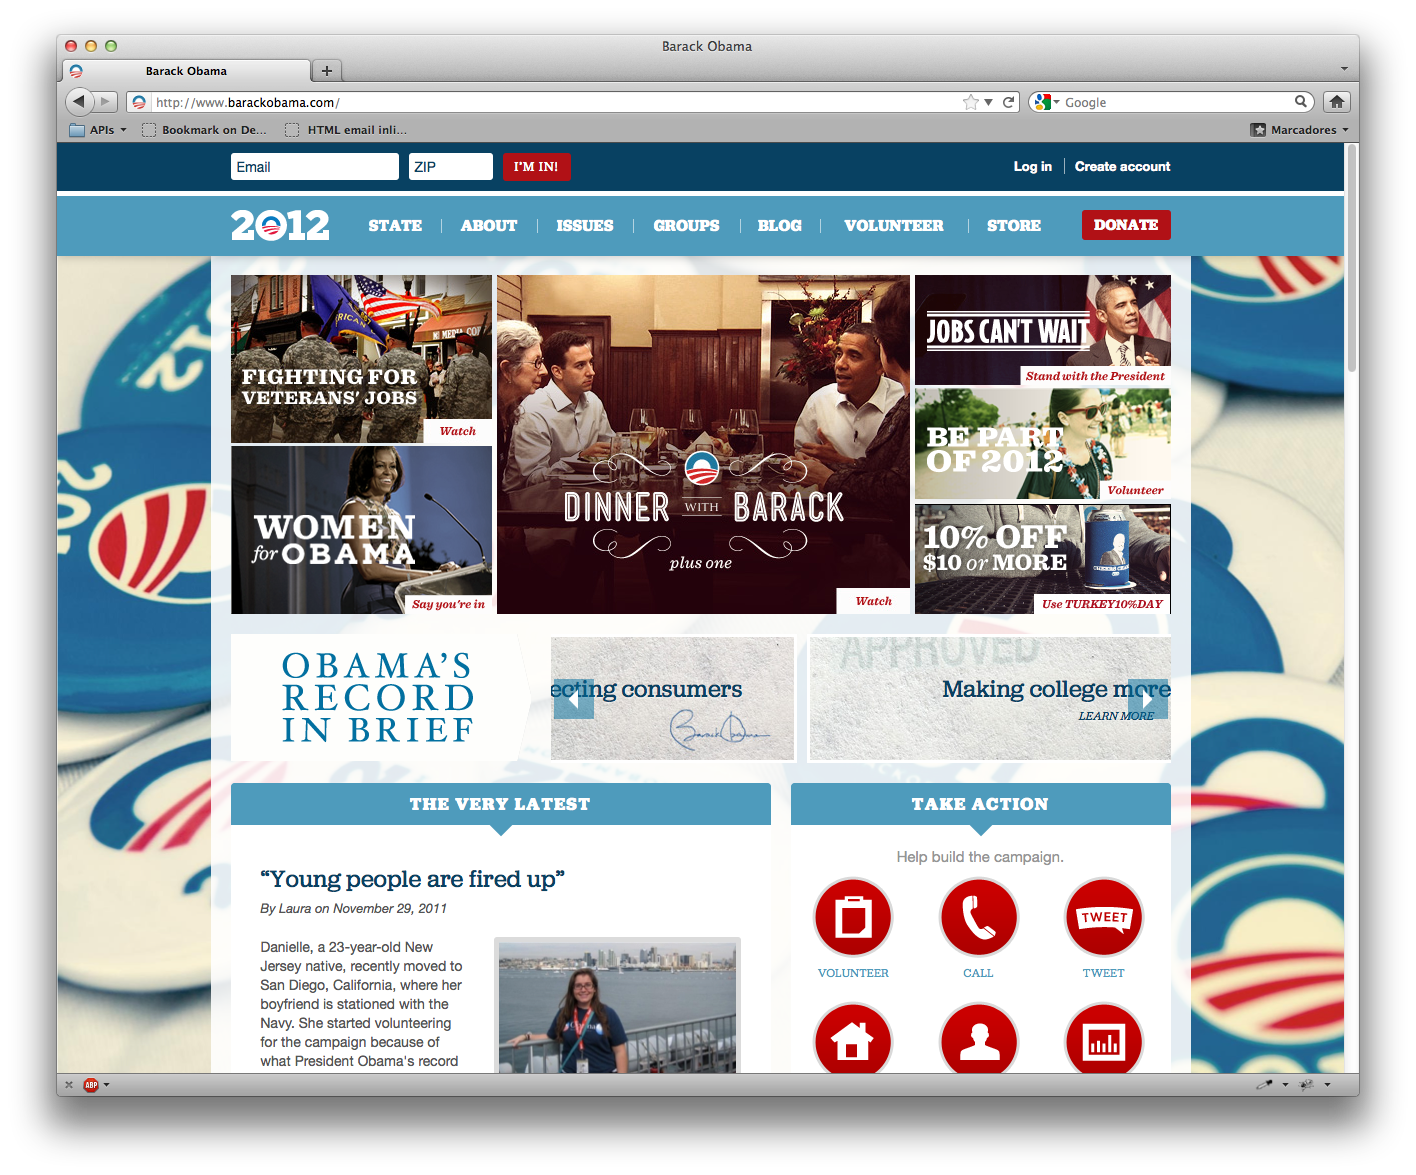 Barack Obama
Barack Obama
http://www.barackobama.com/
Google
APIs
Bookmark on De...
HTML email inli...
Marcadores
Email
ZIP
I'M IN!
Log in
Create account
2012
STATE
ABOUT
ISSUES
GROUPS
BLOG
VOLUNTEER
STORE
DONATE
FIGHTING FOR
VETERANS' JOBS
Watch
WOMEN
for OBAMA
Say you're in
DINNER WITH BARACK
plus one
Watch
JOBS CAN'T WAIT
Stand with the President
BE PART
OF 2012
Volunteer
10% OFF
$10 or MORE
Use TURKEY10%DAY
OBAMA'S
RECORD
IN BRIEF
ecting consumers
APPROVED
Making college more
LEARN MORE
THE VERY LATEST
“Young people are fired up”
By Laura on November 29, 2011
Danielle, a 23-year-old New
Jersey native, recently moved to
San Diego, California, where her
boyfriend is stationed with the
Navy. She started volunteering
for the campaign because of
what President Obama's record
TAKE ACTION
Help build the campaign.
TWEET
VOLUNTEER
CALL
TWEET
ABP